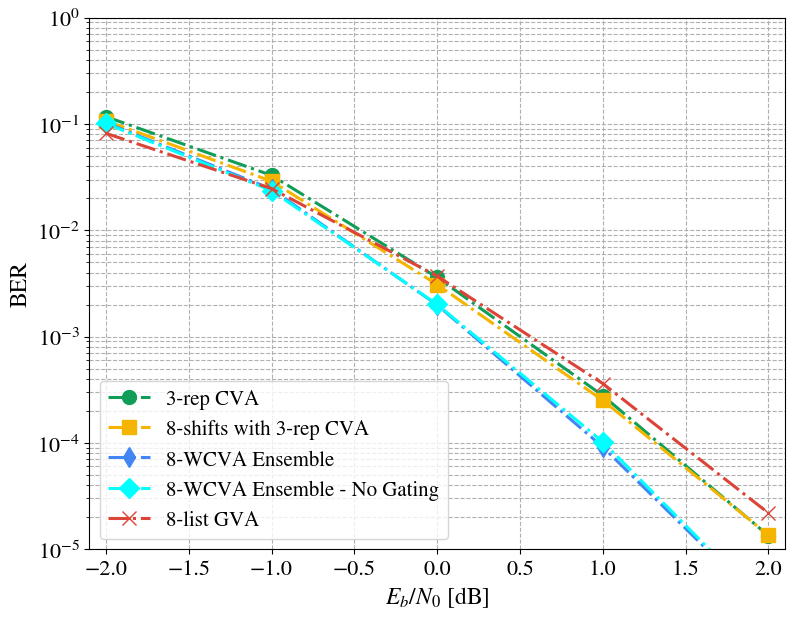 10⁰
10⁻¹
10⁻²
10⁻³
10⁻⁴
10⁻⁵
BER
3-rep CVA
8-shifts with 3-rep CVA
8-WCVA Ensemble
8-WCVA Ensemble - No Gating
8-list GVA
−2.0 −1.5 −1.0 −0.5 0.0 0.5 1.0 1.5 2.0
E_b/N_0 [dB]